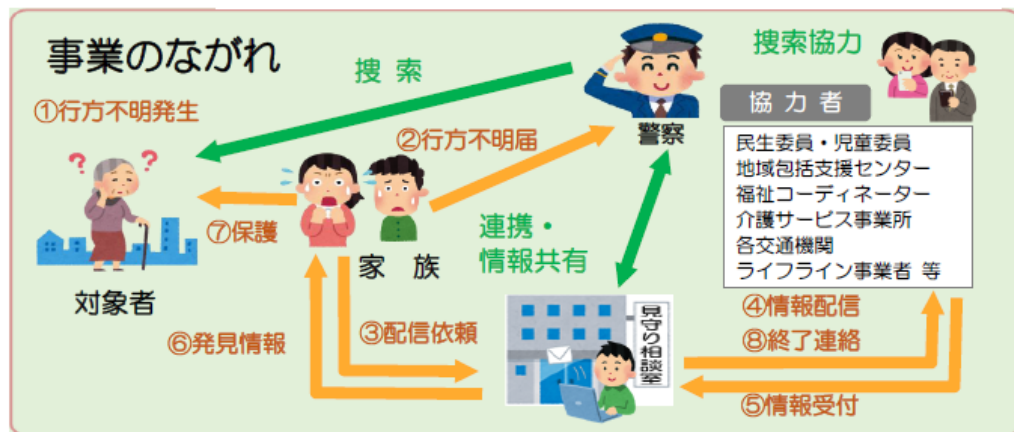 事業のながれ
①行方不明発生
捜索
②行方不明届
警察
捜索協力
協力者
民生委員・児童委員
地域包括支援センター
福祉コーディネーター
介護サービス事業所
各交通機関
ライフライン事業者 等
? ?
⑦保護
対象者
家 族
連携・
情報共有
⑥発見情報
③配信依頼
見守り相談室
④情報配信
⑧終了連絡
⑤情報受付